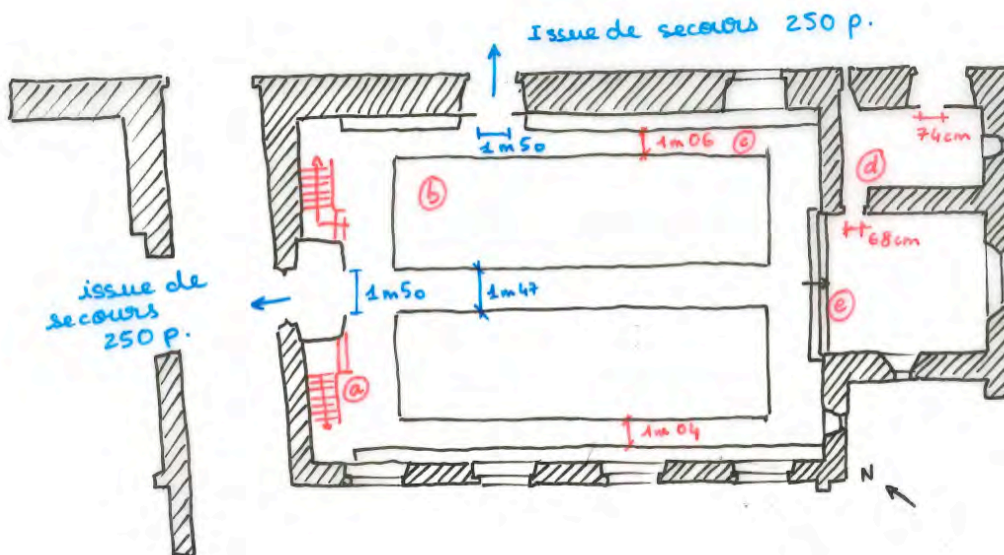 Issue de secours 250 p.
74cm
1m50
1m06
c
d
b
68cm
issue de
secours
250 p.
1m50
1m47
e
a
1m04
N